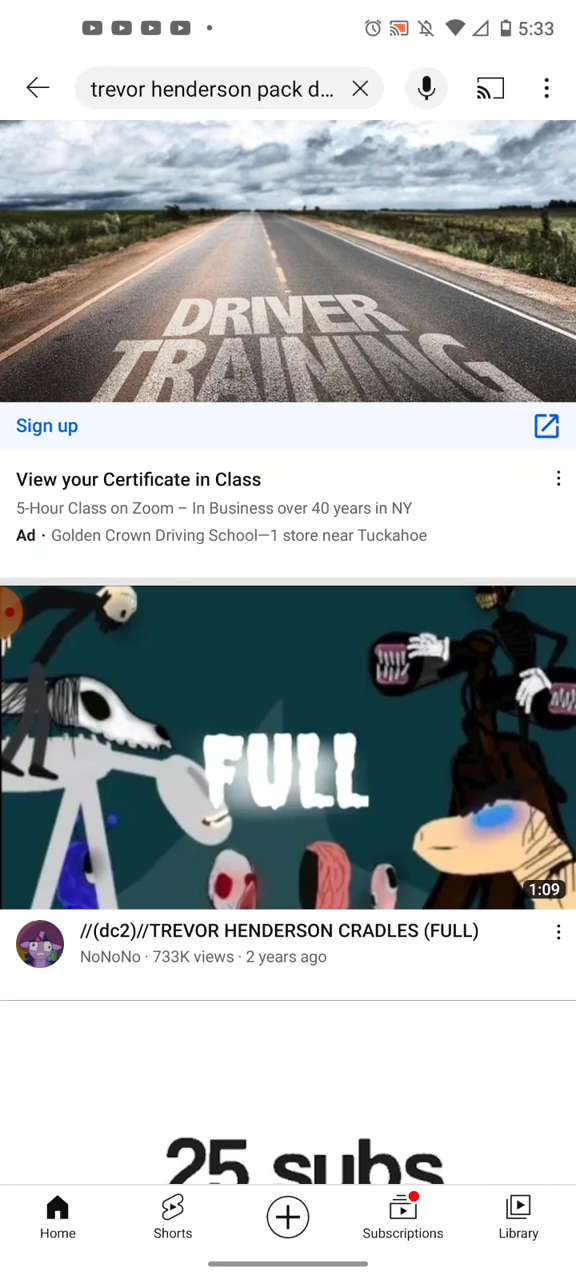 5:33
trevor henderson pack d...
DRIVER
TRAINING
Sign up
View your Certificate in Class
5-Hour Class on Zoom – In Business over 40 years in NY
Ad · Golden Crown Driving School—1 store near Tuckahoe
FULL
1:09
//(dc2)//TREVOR HENDERSON CRADLES (FULL)
NoNoNo · 733K views · 2 years ago
25 subs
Home
Shorts
Subscriptions
Library